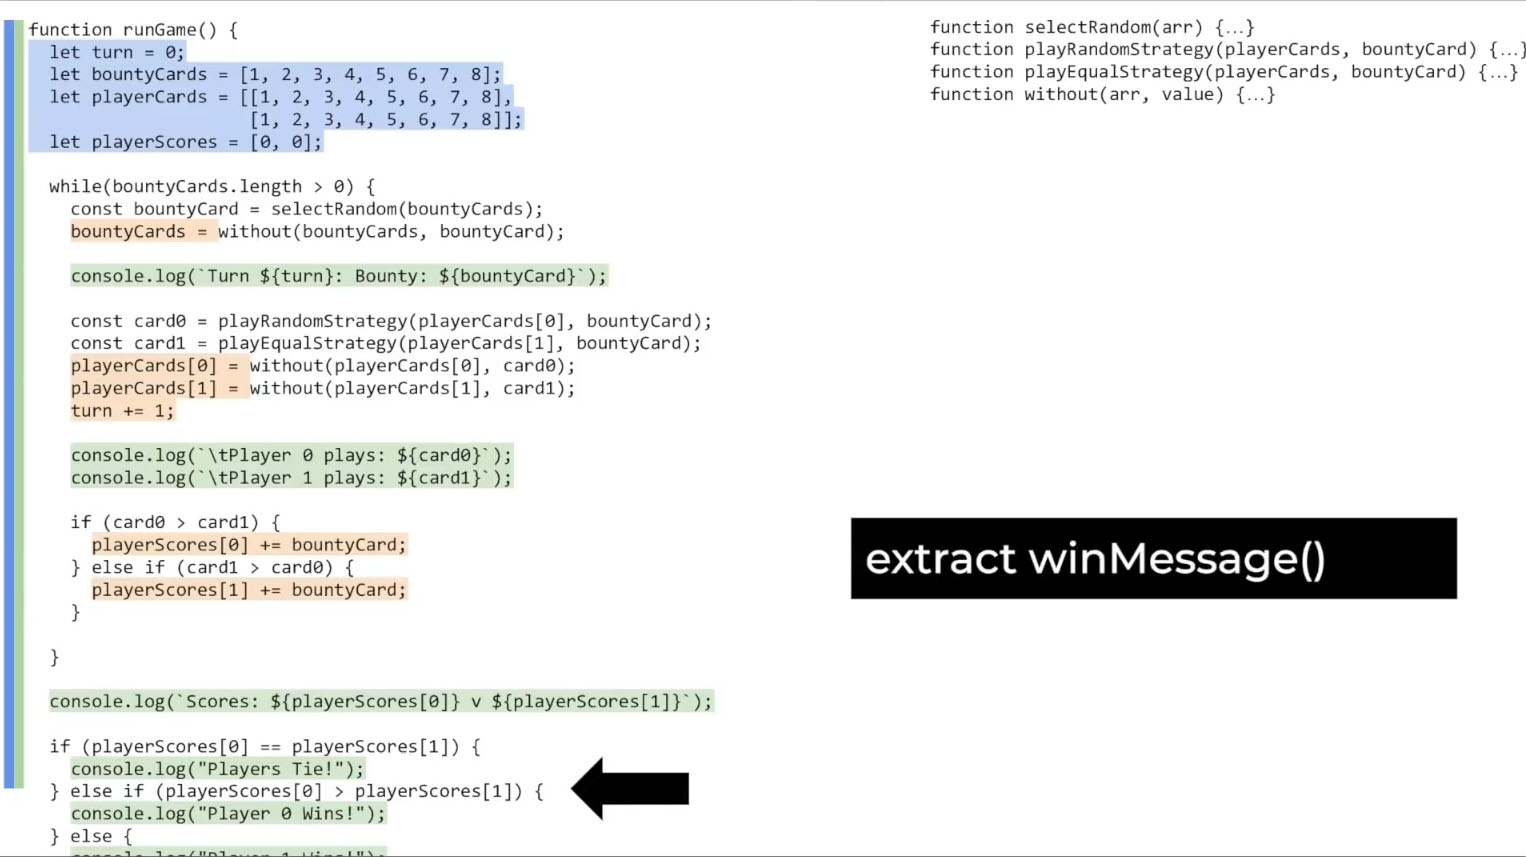 function runGame() {
let turn = 0;
let bountyCards = [1, 2, 3, 4, 5, 6, 7, 8];
let playerCards = [[1, 2, 3, 4, 5, 6, 7, 8],
[1, 2, 3, 4, 5, 6, 7, 8]];
let playerScores = [0, 0];
while(bountyCards.length > 0) {
const bountyCard = selectRandom(bountyCards);
bountyCards = without(bountyCards, bountyCard);
console.log(`Turn ${turn}: Bounty: ${bountyCard}`);
const card0 = playRandomStrategy(playerCards[0], bountyCard);
const card1 = playEqualStrategy(playerCards[1], bountyCard);
playerCards[0] = without(playerCards[0], card0);
playerCards[1] = without(playerCards[1], card1);
turn += 1;
console.log(`\tPlayer 0 plays: ${card0}`);
console.log(`\tPlayer 1 plays: ${card1}`);
if (card0 > card1) {
playerScores[0] += bountyCard;
} else if (card1 > card0) {
playerScores[1] += bountyCard;
}
}
console.log(`Scores: ${playerScores[0]} v ${playerScores[1]}`);
if (playerScores[0] == playerScores[1]) {
console.log("Players Tie!");
} else if (playerScores[0] > playerScores[1]) {
console.log("Player 0 Wins!");
} else {
console.log("Player 1 Wins!");
function selectRandom(arr) {…}
function playRandomStrategy(playerCards, bountyCard) {…}
function playEqualStrategy(playerCards, bountyCard) {…}
function without(arr, value) {…}
extract winMessage()